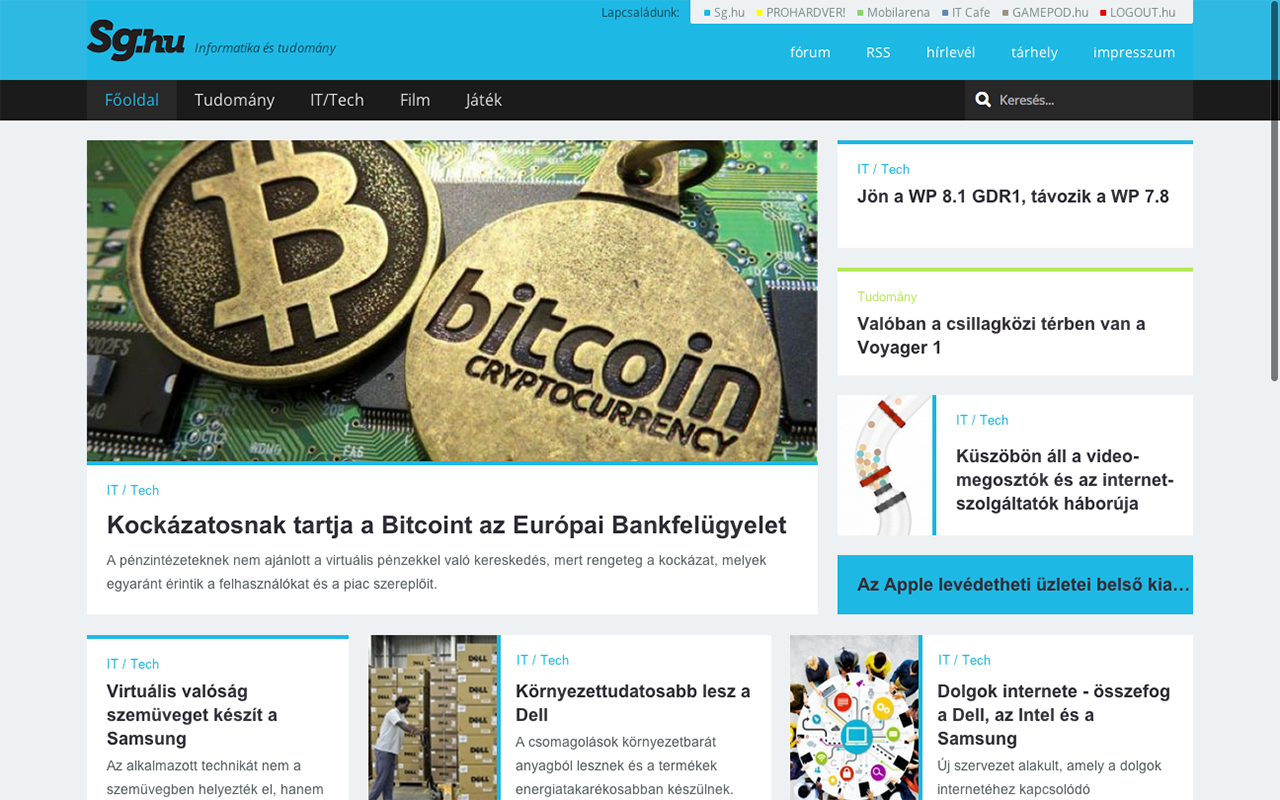 Lapcsaládunk: Sg.hu PROHARDVER! Mobilarena IT Cafe GAMEPOD.hu LOGOUT.hu
Sg.hu Informatika és tudomány
fórum RSS hírlevél tárhely impresszum
Főoldal Tudomány IT/Tech Film Játék Keresés...
bitcoin
CRYPTOCURRENCY
IT / Tech
Kockázatosnak tartja a Bitcoint az Európai Bankfelügyelet
A pénzintézeteknek nem ajánlott a virtuális pénzekkel való kereskedés, mert rengeteg a kockázat, melyek
egyaránt érintik a felhasználókat és a piac szereplőit.
IT / Tech
Jön a WP 8.1 GDR1, távozik a WP 7.8
Tudomány
Valóban a csillagközi térben van a
Voyager 1
IT / Tech
Küszöbön áll a video-
megosztók és az internet-
szolgáltatók háborúja
Az Apple levédetheti üzletei belső kia...
IT / Tech
Virtuális valóság
szemüveget készít a
Samsung
Az alkalmazott technikát nem a
szemüvegben helyezték el, hanem
DELL
IT / Tech
Környezettudatosabb lesz a
Dell
A csomagolások környezetbarát
anyagból lesznek és a termékek
energiatakarékosabban készülnek.
IT / Tech
Dolgok internete - összefog
a Dell, az Intel és a
Samsung
Új szervezet alakult, amely a dolgok
internetéhez kapcsolódó